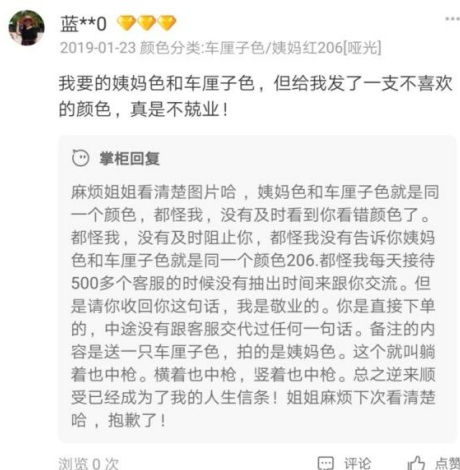 蓝**0
2019-01-23 颜色分类:车厘子色/姨妈红206[哑光]
我要的姨妈色和车厘子色，但给我发了一支不喜欢
的颜色，真是不兢业！
掌柜回复
麻烦姐姐看清楚图片哈 ，姨妈色和车厘子色就是同
一个颜色，都怪我，没有及时看到你看错颜色了。
都怪我，没有及时阻止你，都怪我没有告诉你姨妈
色和车厘子色就是同一个颜色206.都怪我每天接待
500多个客服的时候没有抽出时间来跟你交流。但
是请你收回你这句话，我是敬业的。你是直接下单
的，中途没有跟客服交代过任何一句话。备注的内
容是送一只车厘子色，拍的是姨妈色。这个就叫躺
着也中枪。横着也中枪，竖着也中枪。总之逆来顺
受已经成为了我的人生信条！姐姐麻烦下次看清楚
哈 ，抱歉了！
浏览 0 次 评论 点赞